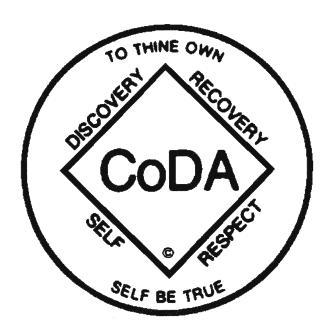 TO THINE OWN
DISCOVERY
RECOVERY
CoDA
SELF
RESPECT
©
SELF BE TRUE